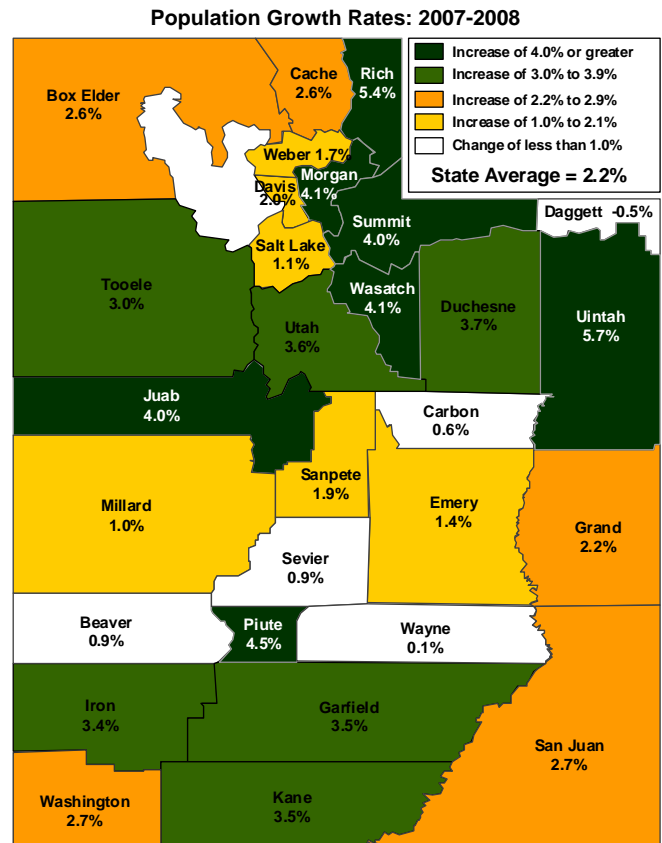 Population Growth Rates: 2007-2008
Increase of 4.0% or greater
Increase of 3.0% to 3.9%
Increase of 2.2% to 2.9%
Increase of 1.0% to 2.1%
Change of less than 1.0%
State Average = 2.2%
Box Elder
2.6%
Cache
2.6%
Rich
5.4%
Weber 1.7%
Morgan
4.1%
Davis
2.0%
Summit
4.0%
Daggett -0.5%
Salt Lake
1.1%
Tooele
3.0%
Wasatch
4.1%
Duchesne
3.7%
Uintah
5.7%
Utah
3.6%
Juab
4.0%
Carbon
0.6%
Sanpete
1.9%
Millard
1.0%
Emery
1.4%
Grand
2.2%
Sevier
0.9%
Beaver
0.9%
Piute
4.5%
Wayne
0.1%
Iron
3.4%
Garfield
3.5%
San Juan
2.7%
Washington
2.7%
Kane
3.5%